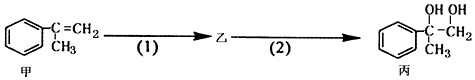 OH OH
C=CH₂ C—CH₂
CH₃ (1) 乙 (2) CH₃
甲 丙